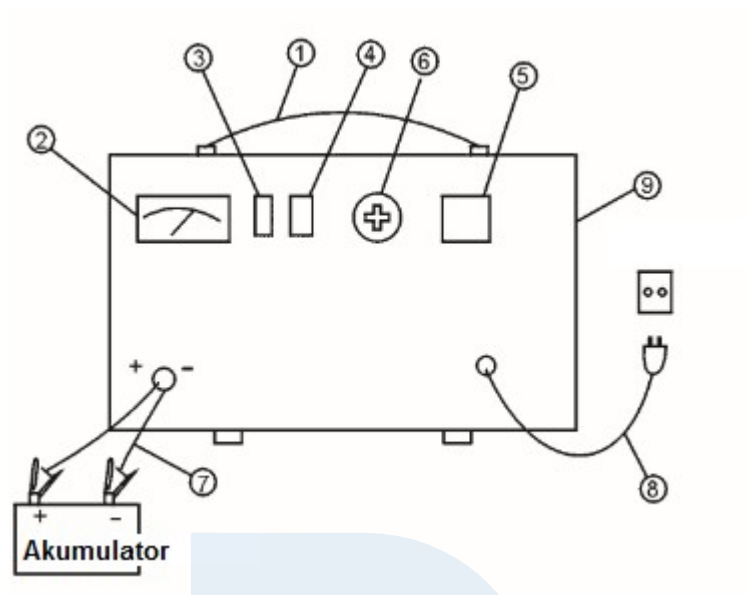 ③ ① ④ ⑥ ⑤
②
⑨
+ -
⑦ ⑧
+ -
Akumulator